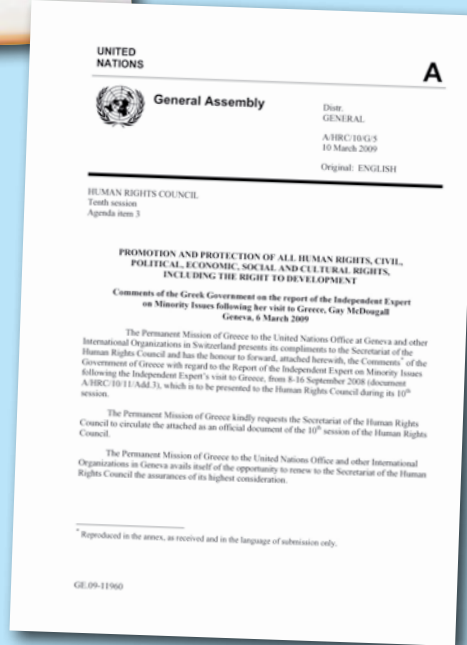 UNITED
NATIONS
A
General Assembly
Distr.
GENERAL
A/HRC/10/G/5
10 March 2009
Original: ENGLISH
HUMAN RIGHTS COUNCIL
Tenth session
Agenda item 3
PROMOTION AND PROTECTION OF ALL HUMAN RIGHTS, CIVIL,
POLITICAL, ECONOMIC, SOCIAL AND CULTURAL RIGHTS,
INCLUDING THE RIGHT TO DEVELOPMENT
Comments of the Greek Government on the report of the Independent Expert
on Minority Issues following her visit to Greece, Gay McDougall
Geneva, 6 March 2009
The Permanent Mission of Greece to the United Nations Office at Geneva and other
International Organizations in Switzerland presents its compliments to the Secretariat of the
Human Rights Council and has the honour to forward, attached herewith, the Comments* of the
Government of Greece with regard to the Report of the Independent Expert on Minority Issues
following the Independent Expert's visit to Greece, from 8-16 September 2008 (document
A/HRC/10/11/Add.3), which is to be presented to the Human Rights Council during its 10th
session.
The Permanent Mission of Greece kindly requests the Secretariat of the Human Rights
Council to circulate the attached as an official document of the 10th session of the Human Rights
Council.
The Permanent Mission of Greece to the United Nations Office and other International
Organizations in Geneva avails itself of the opportunity to renew to the Secretariat of the Human
Rights Council the assurances of its highest consideration.
* Reproduced in the annex, as received and in the language of submission only.
GE.09-11960